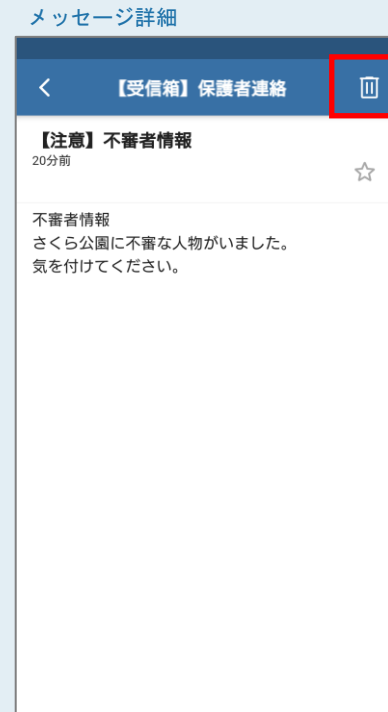 メッセージ詳細
【受信箱】保護者連絡
【注意】不審者情報
20分前
不審者情報
さくら公園に不審な人物がいました。
気を付けてください。